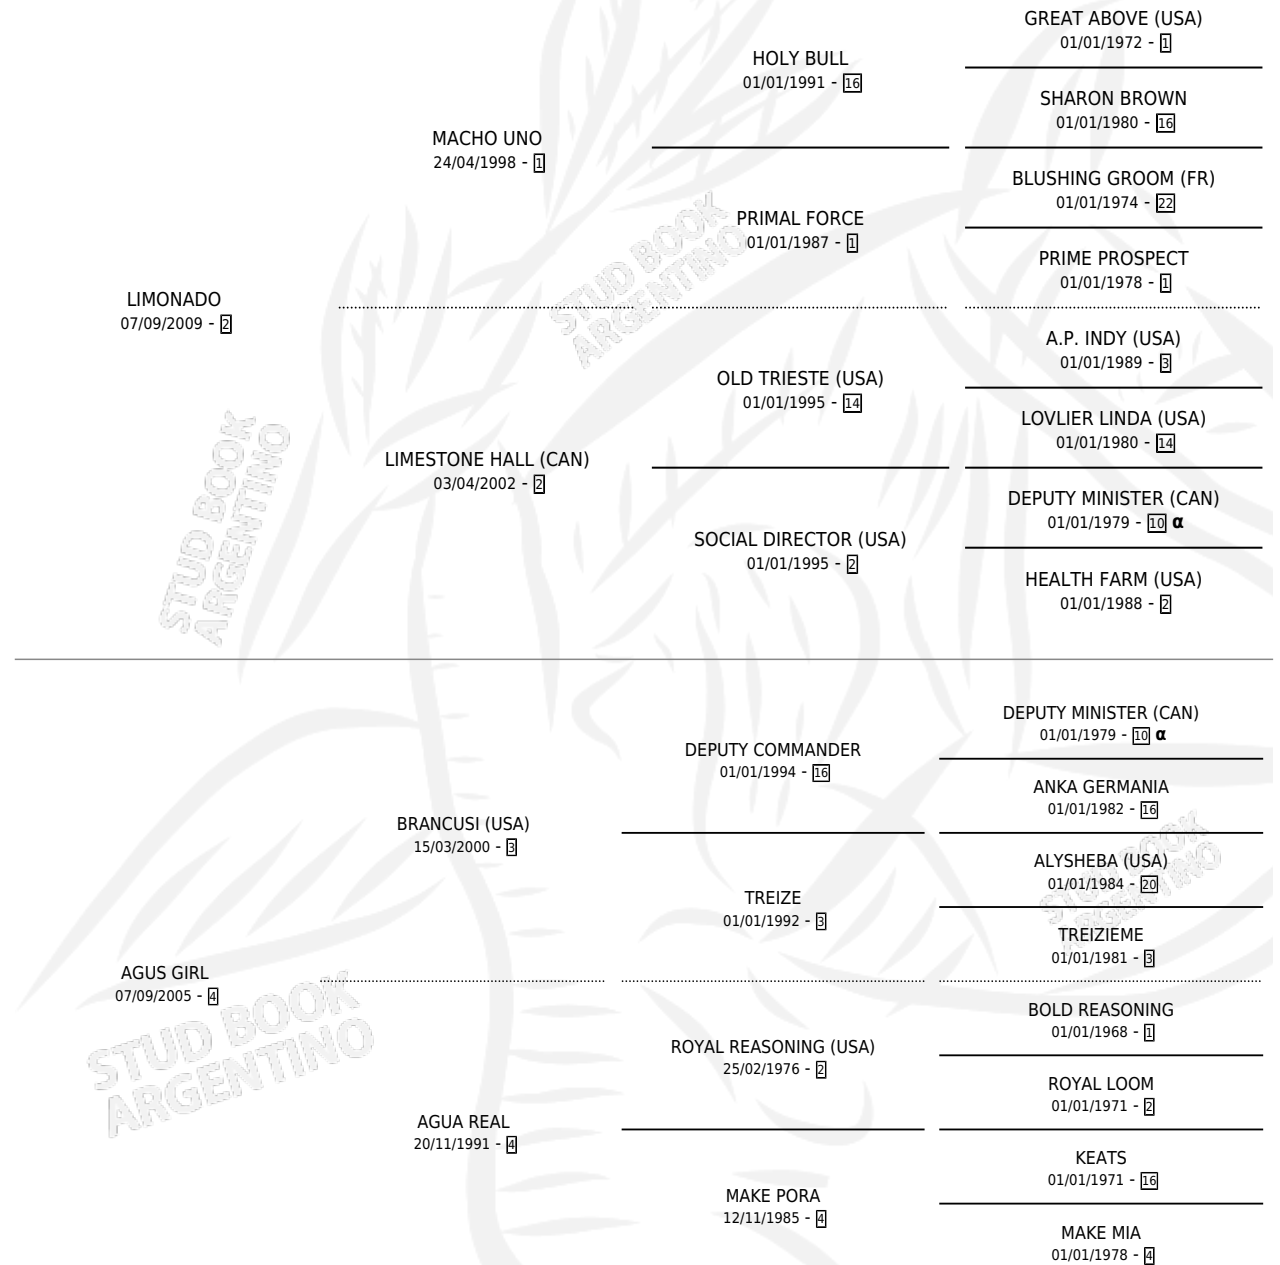 GREAT ABOVE (USA)
01/01/1972 - 1
HOLY BULL
01/01/1991 - 16
SHARON BROWN
01/01/1980 - 16
MACHO UNO
24/04/1998 - 1
BLUSHING GROOM (FR)
01/01/1974 - 22
PRIMAL FORCE
01/01/1987 - 1
PRIME PROSPECT
01/01/1978 - 1
LIMONADO
07/09/2009 - 2
A.P. INDY (USA)
01/01/1989 - 3
OLD TRIESTE (USA)
01/01/1995 - 14
LOVLIER LINDA (USA)
01/01/1980 - 14
LIMESTONE HALL (CAN)
03/04/2002 - 2
DEPUTY MINISTER (CAN)
01/01/1979 - 10 α
SOCIAL DIRECTOR (USA)
01/01/1995 - 2
HEALTH FARM (USA)
01/01/1988 - 2
DEPUTY MINISTER (CAN)
01/01/1979 - 10 α
DEPUTY COMMANDER
01/01/1994 - 16
ANKA GERMANIA
01/01/1982 - 16
BRANCUSI (USA)
15/03/2000 - 3
ALYSHEBA (USA)
01/01/1984 - 20
TREIZE
01/01/1992 - 3
TREIZIEME
01/01/1981 - 3
AGUS GIRL
07/09/2005 - 4
BOLD REASONING
01/01/1968 - 1
ROYAL REASONING (USA)
25/02/1976 - 2
ROYAL LOOM
01/01/1971 - 2
AGUA REAL
20/11/1991 - 4
KEATS
01/01/1971 - 16
MAKE PORA
12/11/1985 - 4
MAKE MIA
01/01/1978 - 4
STUD BOOK
ARGENTINO
STUD BOOK
ARGENTINO
STUD BOOK
ARGENTINO
STUD BOOK
ARGENTINO